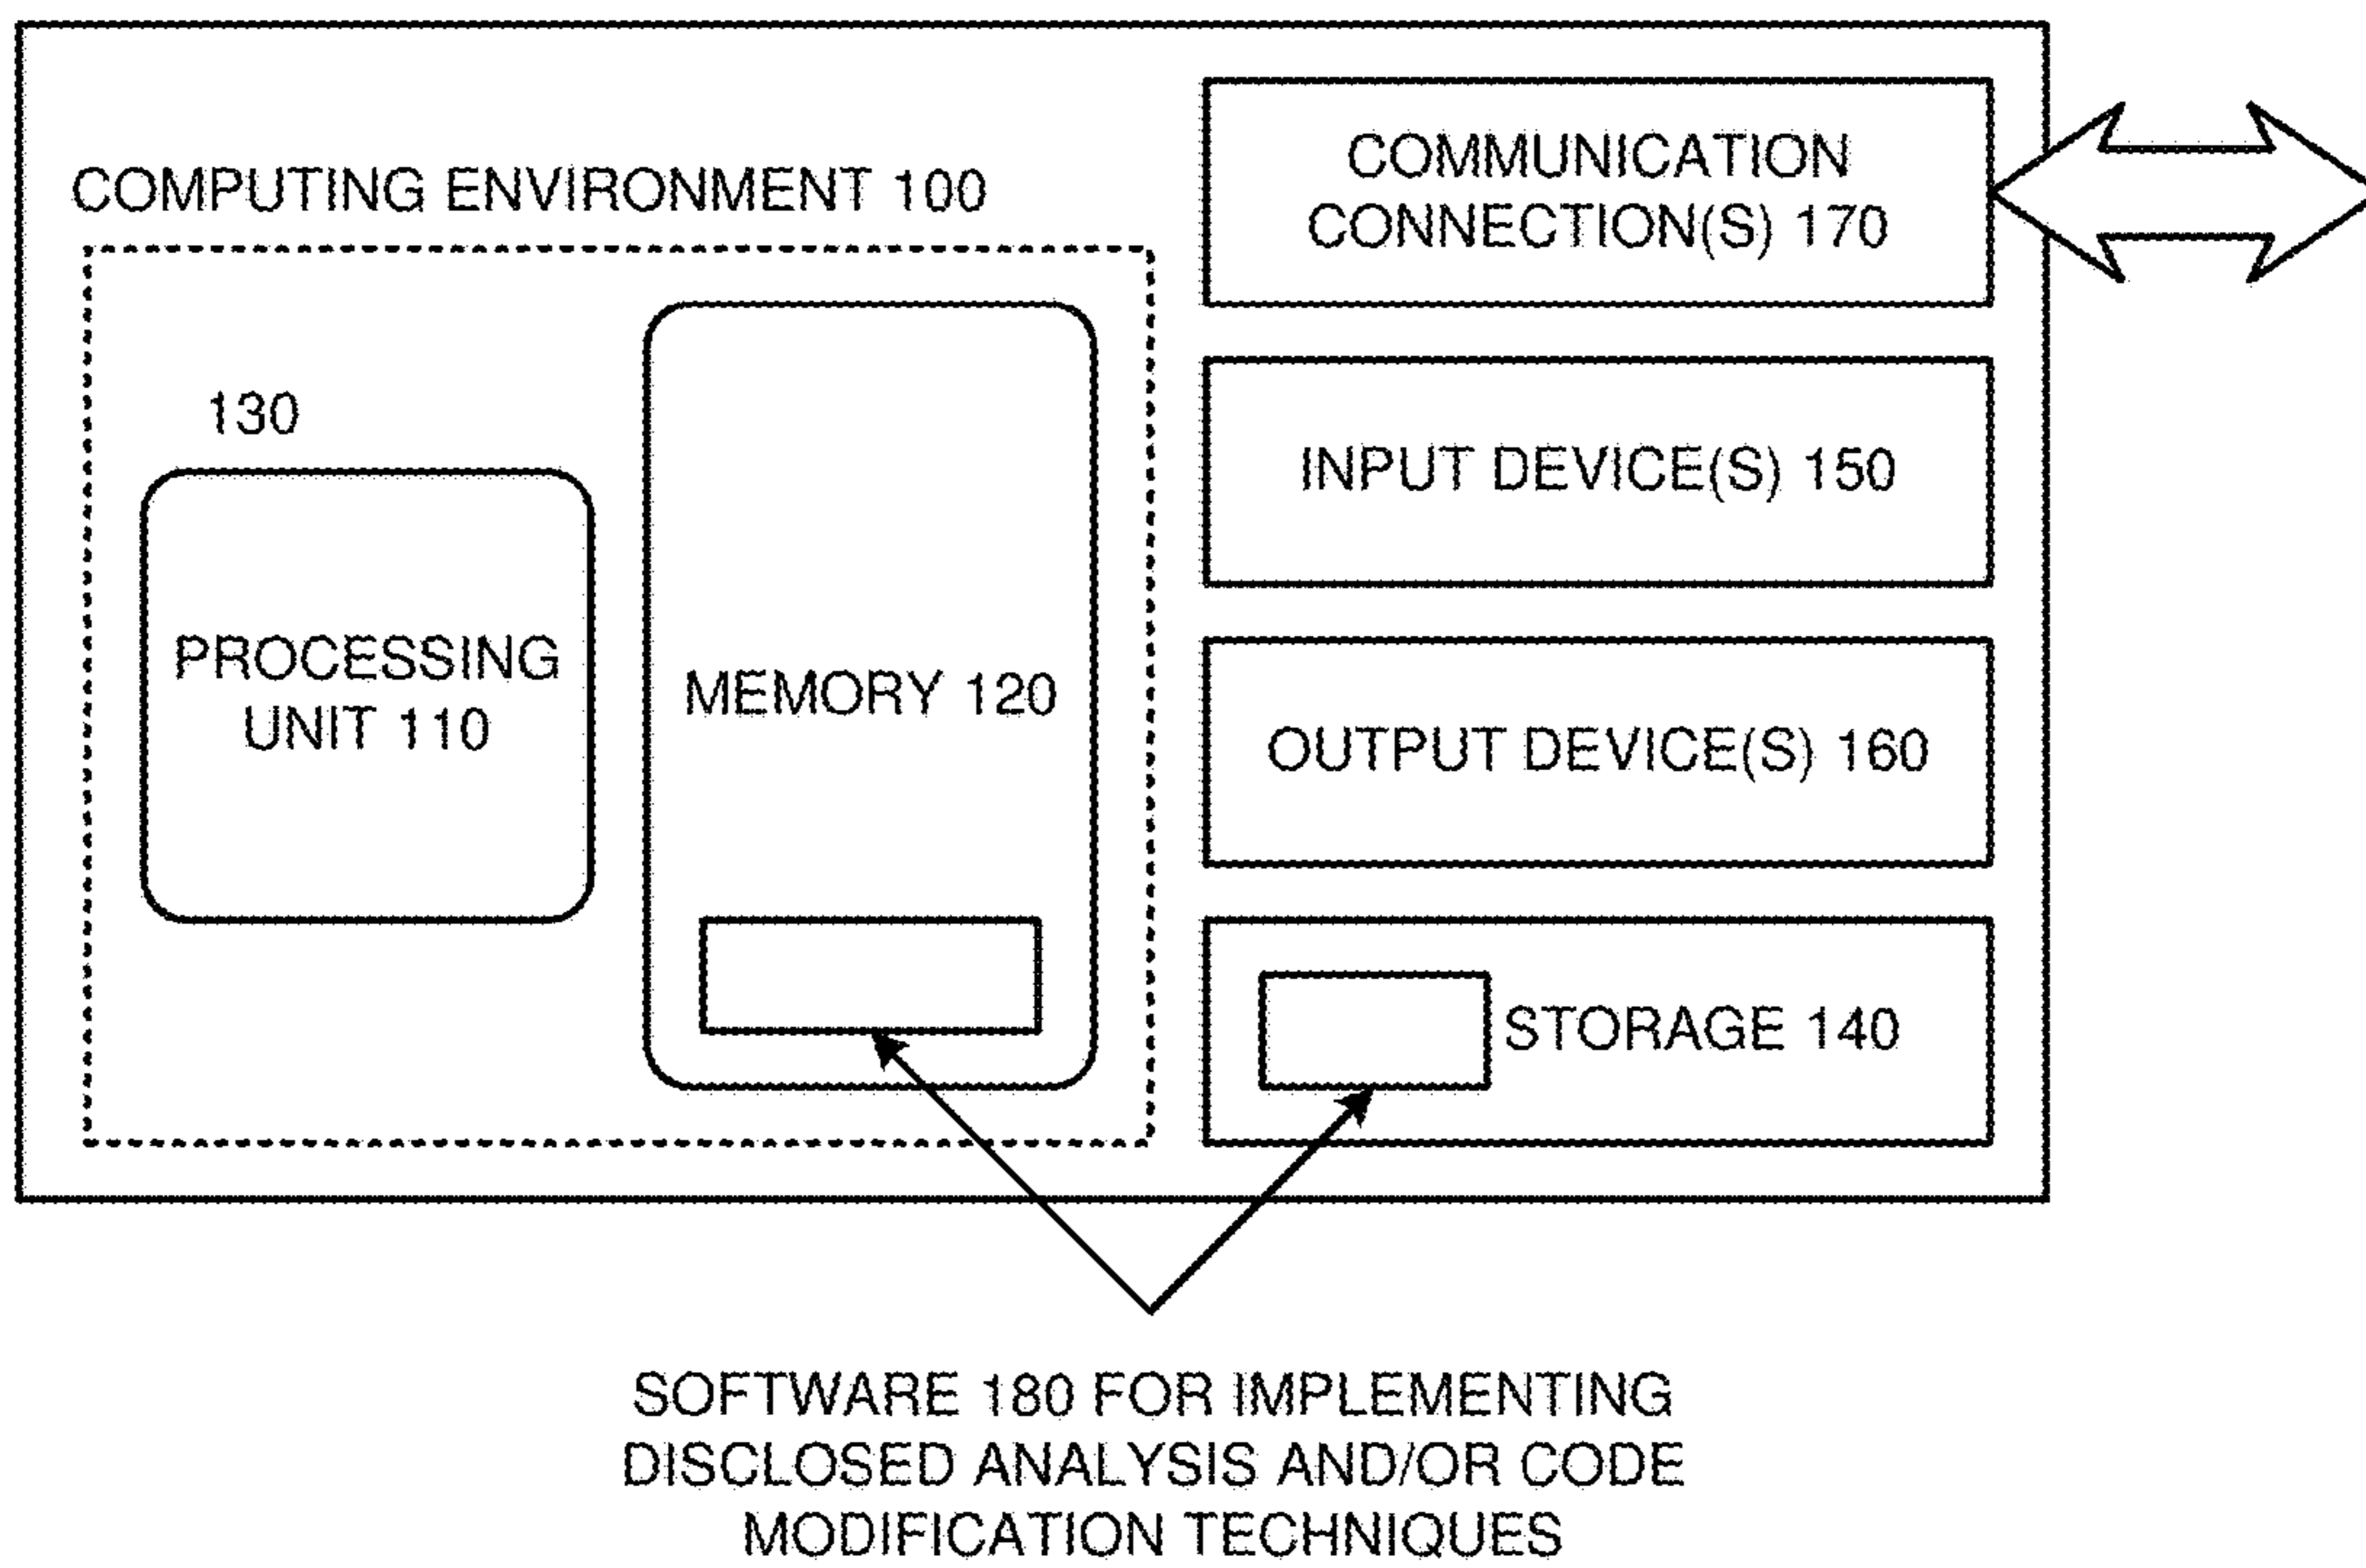 COMPUTING ENVIRONMENT 100
130
PROCESSING
UNIT 110
MEMORY 120
COMMUNICATION
CONNECTION(S) 170
INPUT DEVICE(S) 150
OUTPUT DEVICE(S) 160
STORAGE 140
SOFTWARE 180 FOR IMPLEMENTING
DISCLOSED ANALYSIS AND/OR CODE
MODIFICATION TECHNIQUES